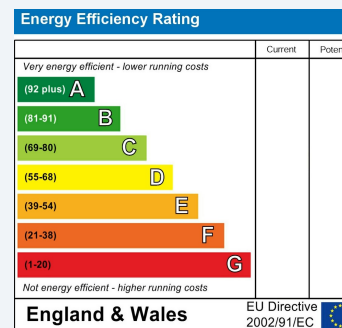 Energy Efficiency Rating
Current
Very energy efficient - lower running costs
(92 plus) A
(81-91) B
(69-80) C
(55-68) D
(39-54) E
(21-38) F
(1-20) G
Not energy efficient - higher running costs
England & Wales
EU Directive
2002/91/EC